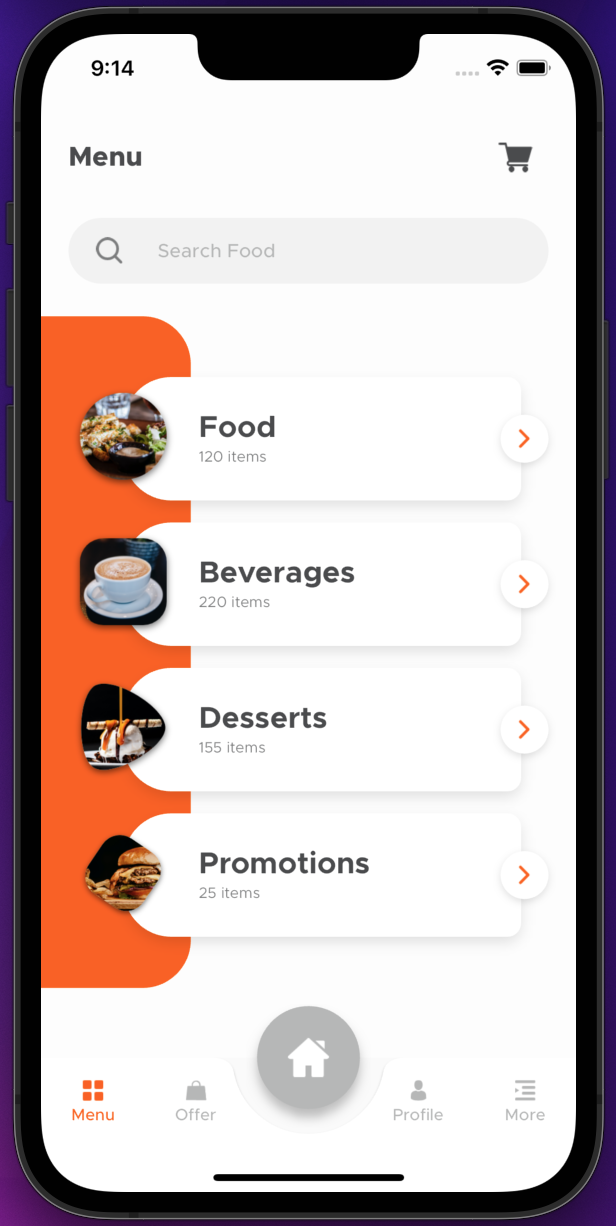 9:14
Menu
Search Food
Food
120 items
Beverages
220 items
Desserts
155 items
Promotions
25 items
Menu
Offer
Profile
More